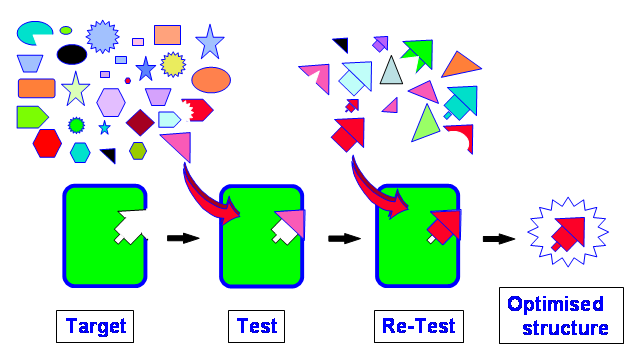 Target
Test
Re-Test
Optimised
structure